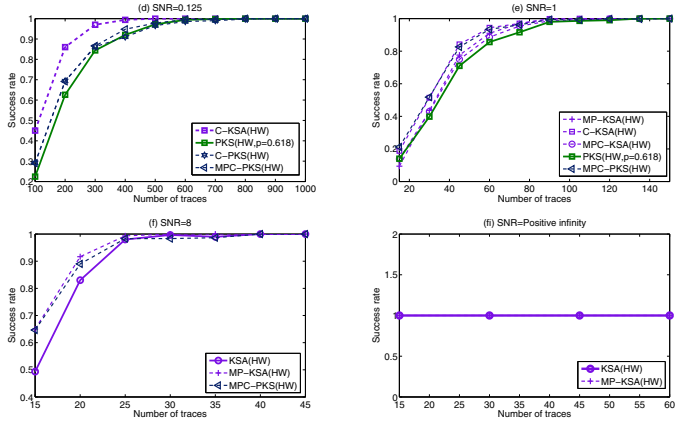 (d) SNR=0.125
1
0.9
0.8
0.7
0.6
0.5
0.4
0.3
0.2
Success rate
C-KSA(HW)
PKS(HW,p=0.618)
C-PKS(HW)
MPC-PKS(HW)
100 200 300 400 500 600 700 800 900 1000
Number of traces
(e) SNR=1
1
0.8
0.6
0.4
0.2
0
Success rate
MP-KSA(HW)
C-KSA(HW)
MPC-KSA(HW)
PKS(HW,p=0.618)
MPC-PKS(HW)
20 40 60 80 100 120 140
Number of traces
(f) SNR=8
1
0.9
0.8
0.7
0.6
0.5
0.4
Success rate
KSA(HW)
MP-KSA(HW)
MPC-PKS(HW)
15 20 25 30 35 40 45
Number of traces
(fi) SNR=Positive infinity
2
1.5
1
0.5
0
Success rate
KSA(HW)
MP-KSA(HW)
15 20 25 30 35 40 45 50 55 60
Number of traces